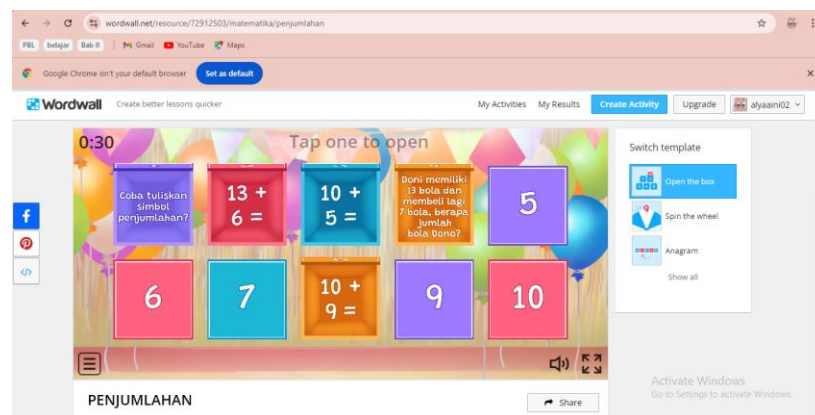 wordwall.net/resource/72912503/matematika/penjumlahan
PBL belajar Bab II Gmail YouTube Maps
Google Chrome isn't your default browser Set as default
Wordwall Create better lessons quicker My Activities My Results Create Activity Upgrade alyaaini02
0:30 Tap one to open
Coba tuliskan
Simbol
penjumlahan?
13 +
6 =
10 +
5 =
Doni memiliki
13 bola dan
membeli lagi
7 bola, berapa
jumlah
bola Dono?
5
6
7
10 +
9 =
9
10
Switch template
Open the box
Spin the wheel
Anagram
Show all
PENJUMLAHAN
Share
Activate Windows
Go to Settings to activate Windows.